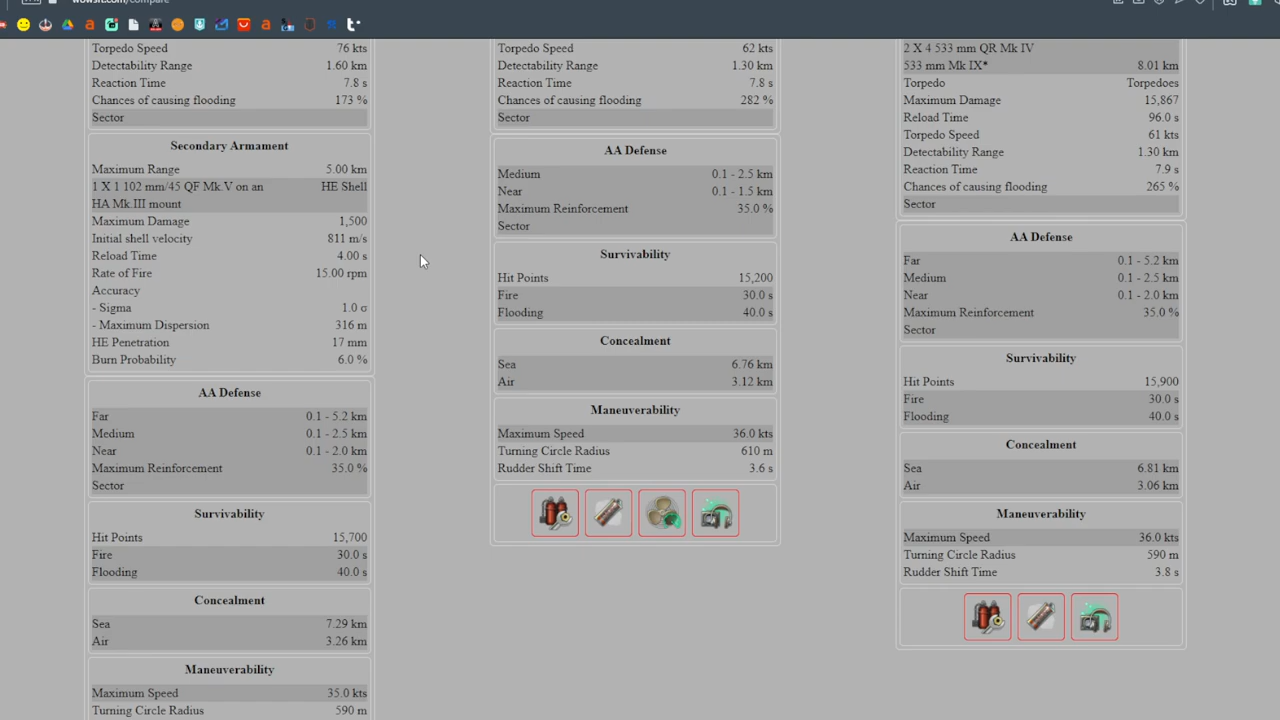 wowsft.com/compare
Torpedo Speed 76 kts
Detectability Range 1.60 km
Reaction Time 7.8 s
Chances of causing flooding 173 %
Sector
Secondary Armament
Maximum Range 5.00 km
1 X 1 102 mm/45 QF Mk.V on an HE Shell
HA Mk.III mount
Maximum Damage 1,500
Initial shell velocity 811 m/s
Reload Time 4.00 s
Rate of Fire 15.00 rpm
Accuracy
- Sigma 1.0 σ
- Maximum Dispersion 316 m
HE Penetration 17 mm
Burn Probability 6.0 %
AA Defense
Far 0.1 - 5.2 km
Medium 0.1 - 2.5 km
Near 0.1 - 2.0 km
Maximum Reinforcement 35.0 %
Sector
Survivability
Hit Points 15,700
Fire 30.0 s
Flooding 40.0 s
Concealment
Sea 7.29 km
Air 3.26 km
Maneuverability
Maximum Speed 35.0 kts
Turning Circle Radius 590 m
Torpedo Speed 62 kts
Detectability Range 1.30 km
Reaction Time 7.8 s
Chances of causing flooding 282 %
Sector
AA Defense
Medium 0.1 - 2.5 km
Near 0.1 - 1.5 km
Maximum Reinforcement 35.0 %
Sector
Survivability
Hit Points 15,200
Fire 30.0 s
Flooding 40.0 s
Concealment
Sea 6.76 km
Air 3.12 km
Maneuverability
Maximum Speed 36.0 kts
Turning Circle Radius 610 m
Rudder Shift Time 3.6 s
2 X 4 533 mm QR Mk IV
533 mm Mk IX* 8.01 km
Torpedo Torpedoes
Maximum Damage 15,867
Reload Time 96.0 s
Torpedo Speed 61 kts
Detectability Range 1.30 km
Reaction Time 7.9 s
Chances of causing flooding 265 %
Sector
AA Defense
Far 0.1 - 5.2 km
Medium 0.1 - 2.5 km
Near 0.1 - 2.0 km
Maximum Reinforcement 35.0 %
Sector
Survivability
Hit Points 15,900
Fire 30.0 s
Flooding 40.0 s
Concealment
Sea 6.81 km
Air 3.06 km
Maneuverability
Maximum Speed 36.0 kts
Turning Circle Radius 590 m
Rudder Shift Time 3.8 s